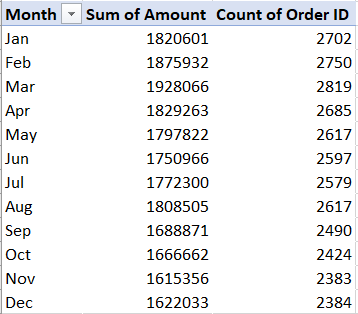 Month Sum of Amount Count of Order ID
Jan 1820601 2702
Feb 1875932 2750
Mar 1928066 2819
Apr 1829263 2685
May 1797822 2617
Jun 1750966 2597
Jul 1772300 2579
Aug 1808505 2617
Sep 1688871 2490
Oct 1666662 2424
Nov 1615356 2383
Dec 1622033 2384